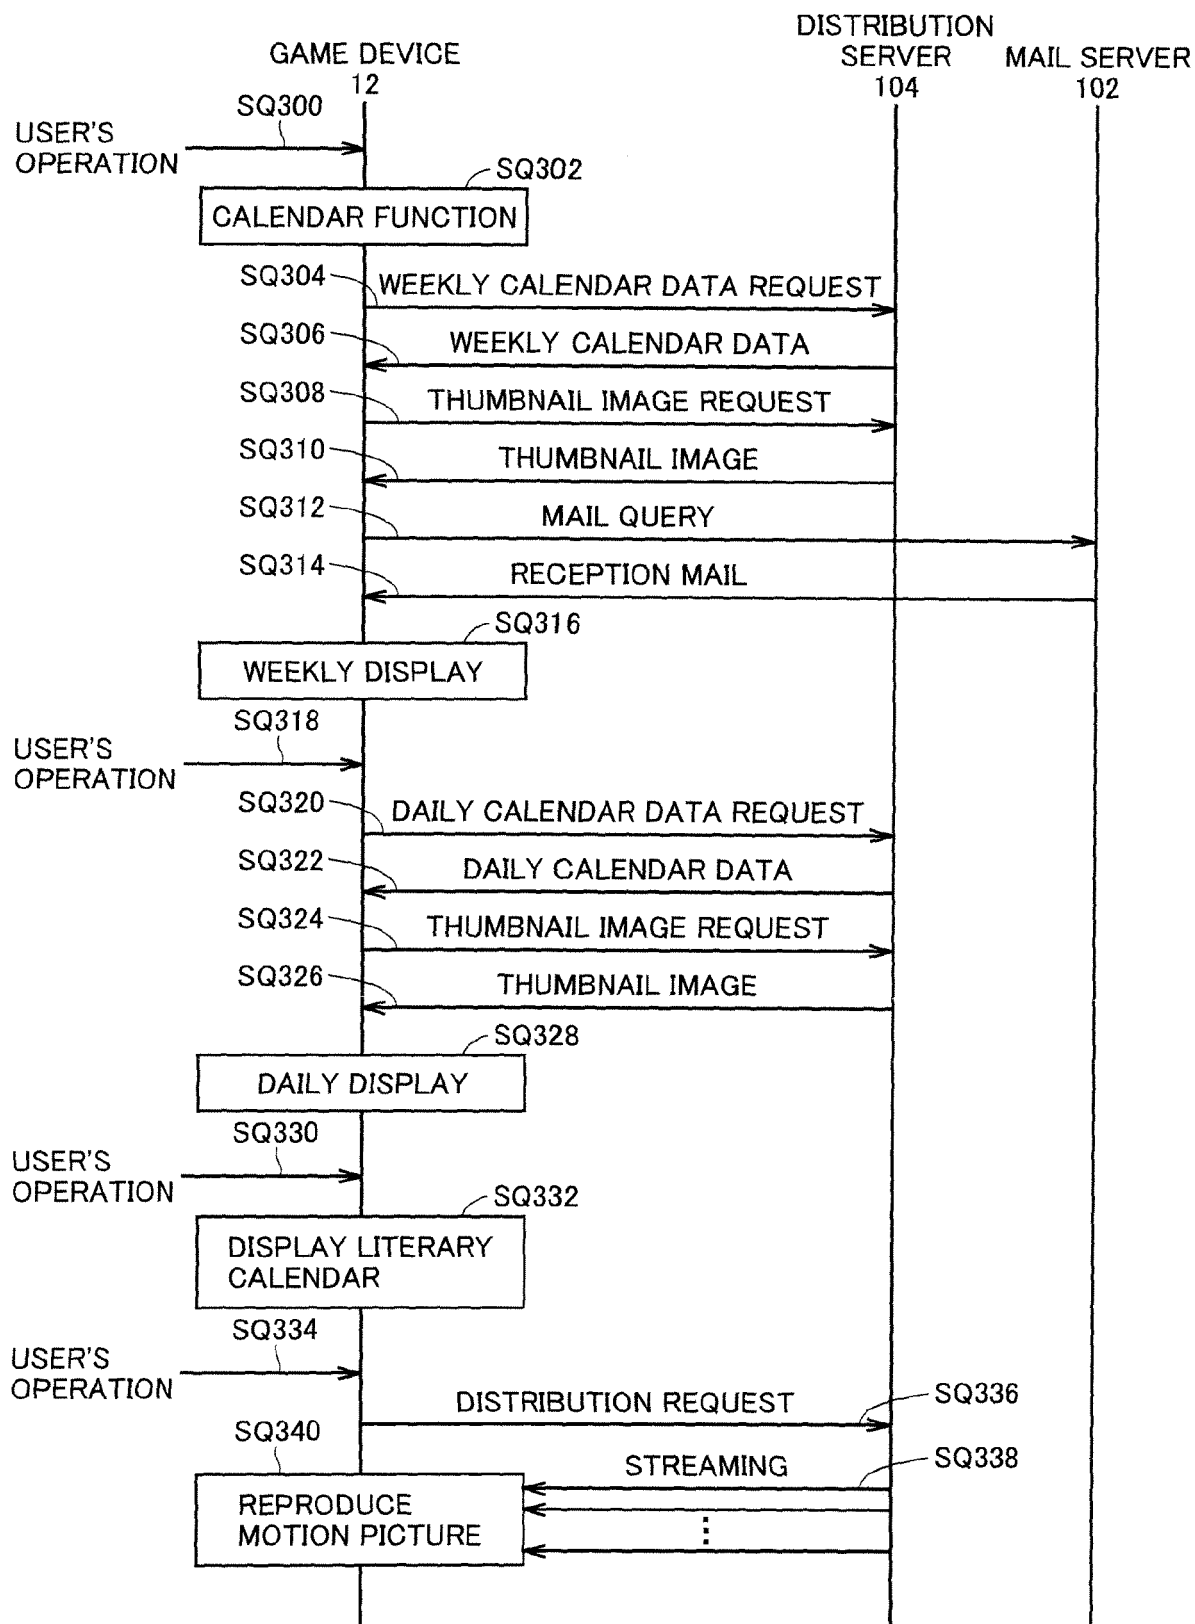 DISTRIBUTION
SERVER
104
GAME DEVICE
12
MAIL SERVER
102
SQ300
USER'S
OPERATION
SQ302
CALENDAR FUNCTION
SQ304
WEEKLY CALENDAR DATA REQUEST
SQ306
WEEKLY CALENDAR DATA
SQ308
THUMBNAIL IMAGE REQUEST
SQ310
THUMBNAIL IMAGE
SQ312
MAIL QUERY
SQ314
RECEPTION MAIL
SQ316
WEEKLY DISPLAY
SQ318
USER'S
OPERATION
SQ320
DAILY CALENDAR DATA REQUEST
SQ322
DAILY CALENDAR DATA
SQ324
THUMBNAIL IMAGE REQUEST
SQ326
THUMBNAIL IMAGE
SQ328
DAILY DISPLAY
SQ330
USER'S
OPERATION
SQ332
DISPLAY LITERARY
CALENDAR
SQ334
USER'S
OPERATION
DISTRIBUTION REQUEST
SQ336
SQ340
STREAMING
SQ338
REPRODUCE
MOTION PICTURE